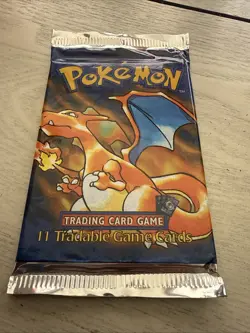 POKéMON
TRADING CARD GAME
11 Tradable Game Cards